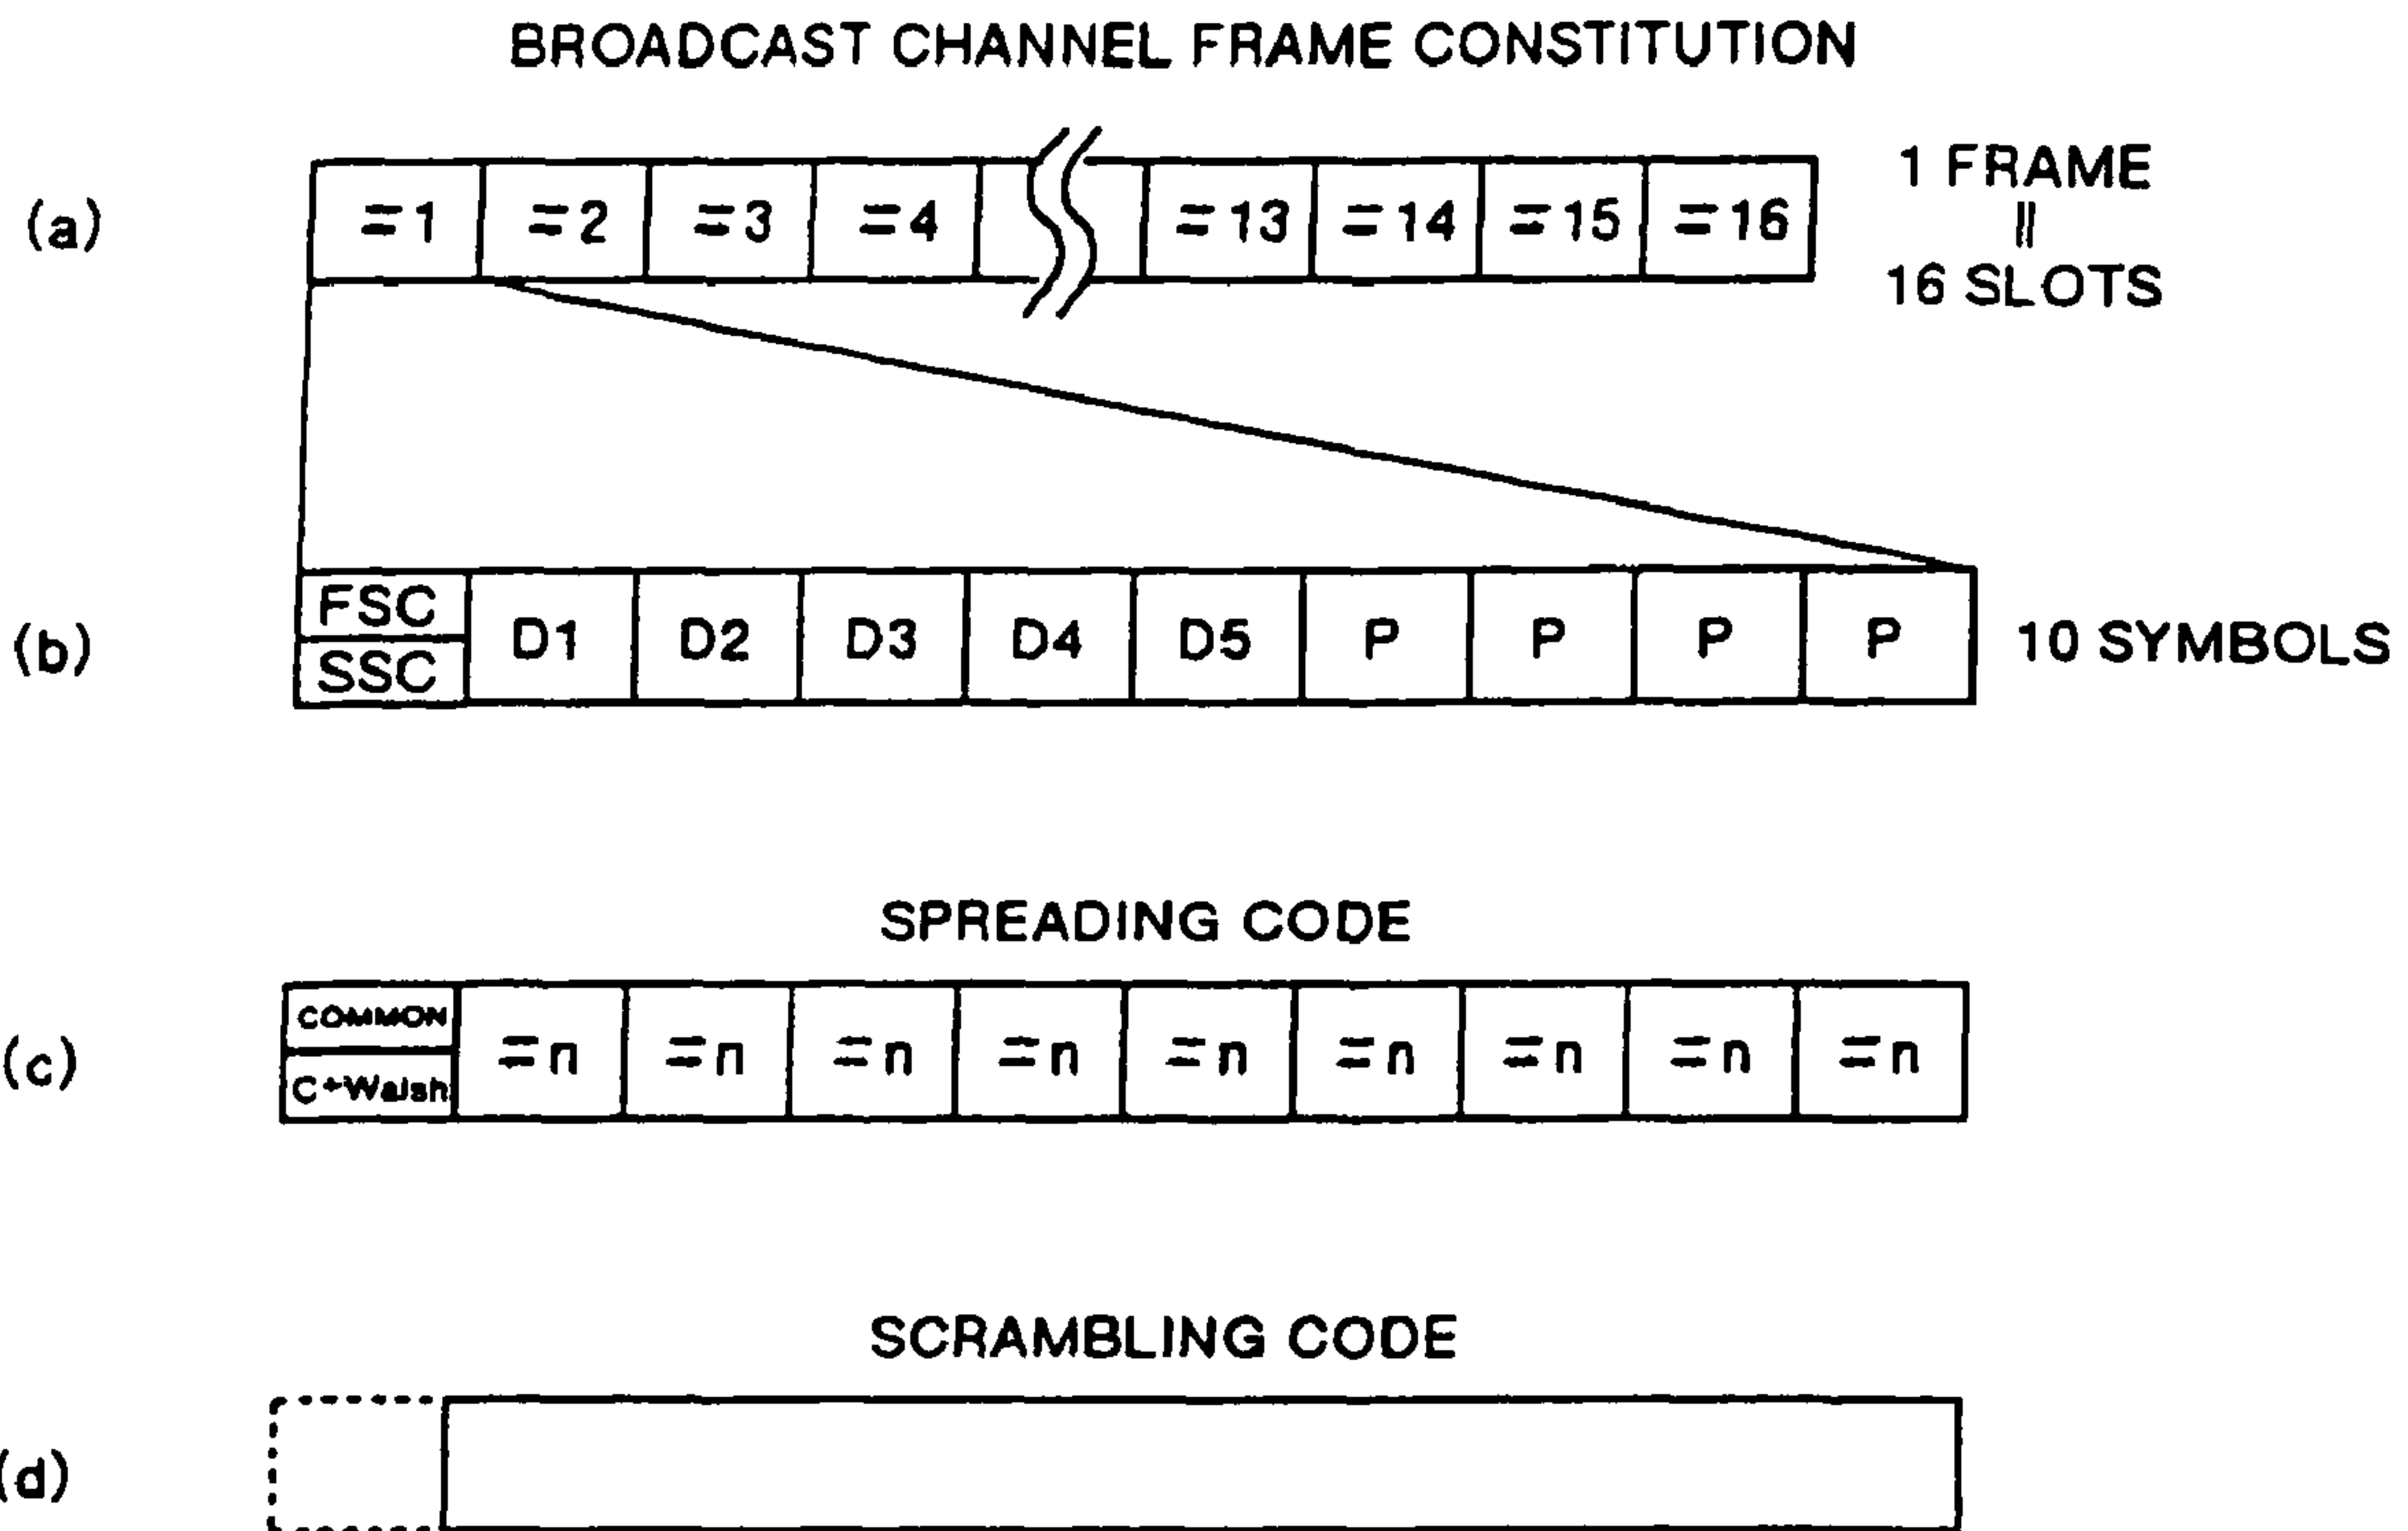 BROADCAST CHANNEL FRAME CONSTITUTION
(a) =1 =2 =3 =4 =13 =14 =15 =16 1 FRAME
=
16 SLOTS
(b) FSC D1 D2 D3 D4 D5 P P P P 10 SYMBOLS
SSC
SPREADING CODE
(c) COMMON =n =n =n =n =n =n =n =n =n
C+Walsh
SCRAMBLING CODE
(d)